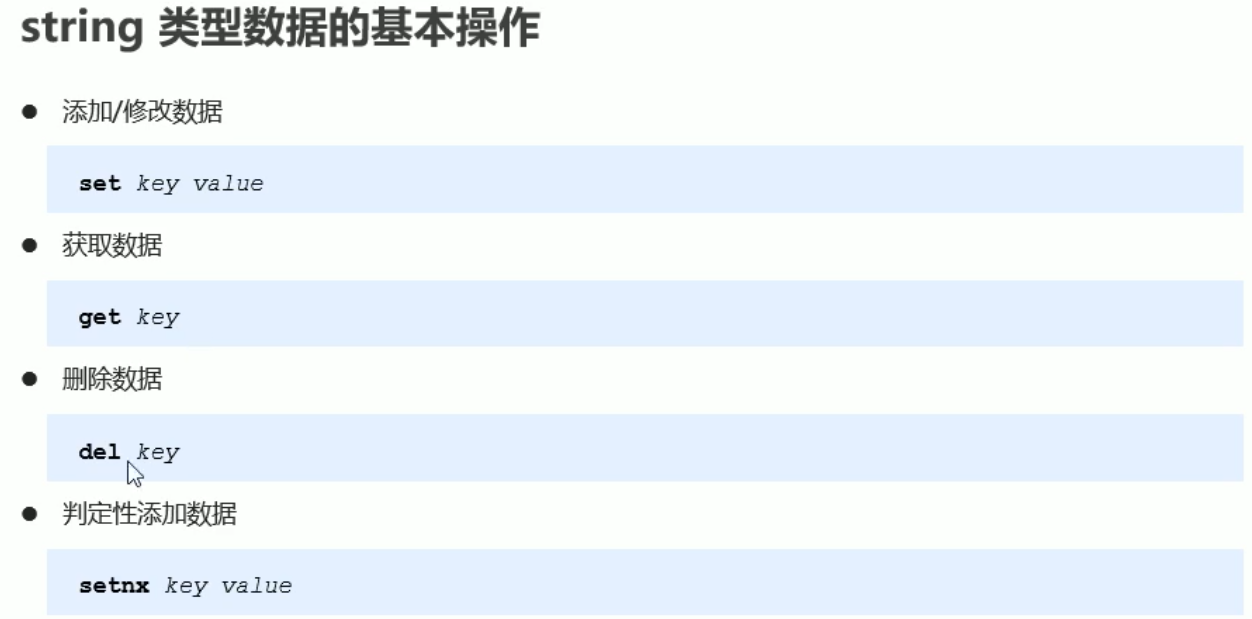 string 类型数据的基本操作
● 添加/修改数据
set key value
● 获取数据
get key
● 删除数据
del key
● 判定性添加数据
setnx key value